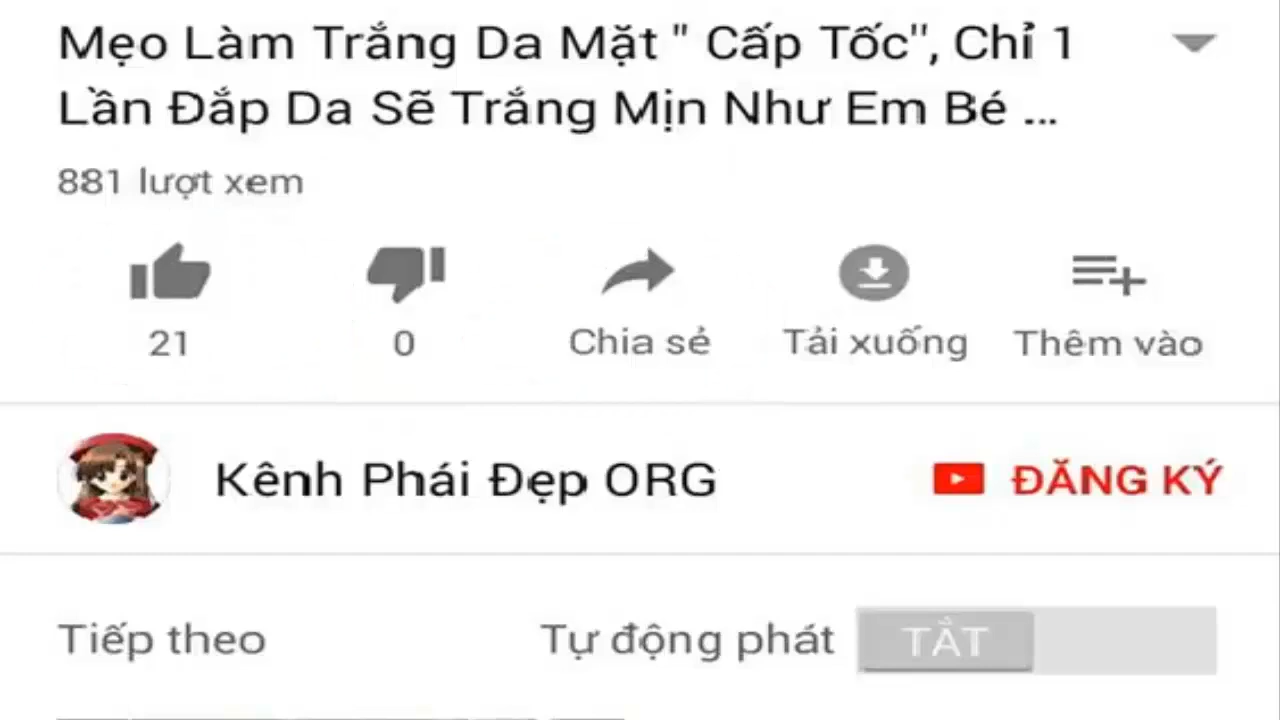 Mẹo Làm Trắng Da Mặt " Cấp Tốc", Chỉ 1
Lần Đắp Da Sẽ Trắng Mịn Như Em Bé ...
881 lượt xem
21
0
Chia sẻ
Tải xuống
Thêm vào
Kênh Phái Đẹp ORG
ĐĂNG KÝ
Tiếp theo
Tự động phát
TẮT